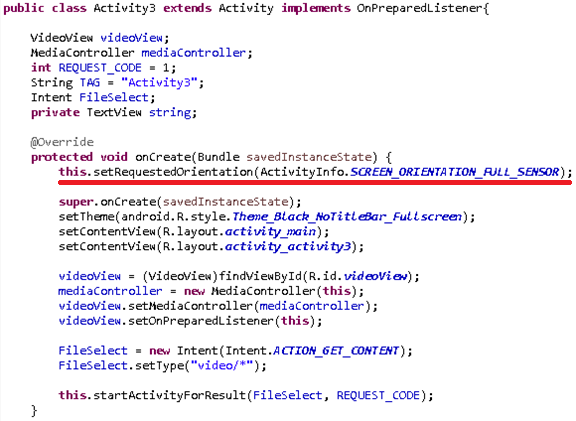 public class Activity3 extends Activity implements OnPreparedListener{
VideoView videoView;
MediaController mediaController;
int REQUEST_CODE = 1;
String TAG = "Activity3";
Intent FileSelect;
private TextView string;
@Override
protected void onCreate(Bundle savedInstanceState) {
this.setRequestedOrientation(ActivityInfo.SCREEN_ORIENTATION_FULL_SENSOR);
super.onCreate(savedInstanceState);
setTheme(android.R.style.Theme_Black_NoTitleBar_Fullscreen);
setContentView(R.layout.activity_main);
setContentView(R.layout.activity_activity3);
videoView = (VideoView)findViewById(R.id.videoView);
mediaController = new MediaController(this);
videoView.setMediaController(mediaController);
videoView.setOnPreparedListener(this);
FileSelect = new Intent(Intent.ACTION_GET_CONTENT);
FileSelect.setType("video/*");
this.startActivityForResult(FileSelect, REQUEST_CODE);
}